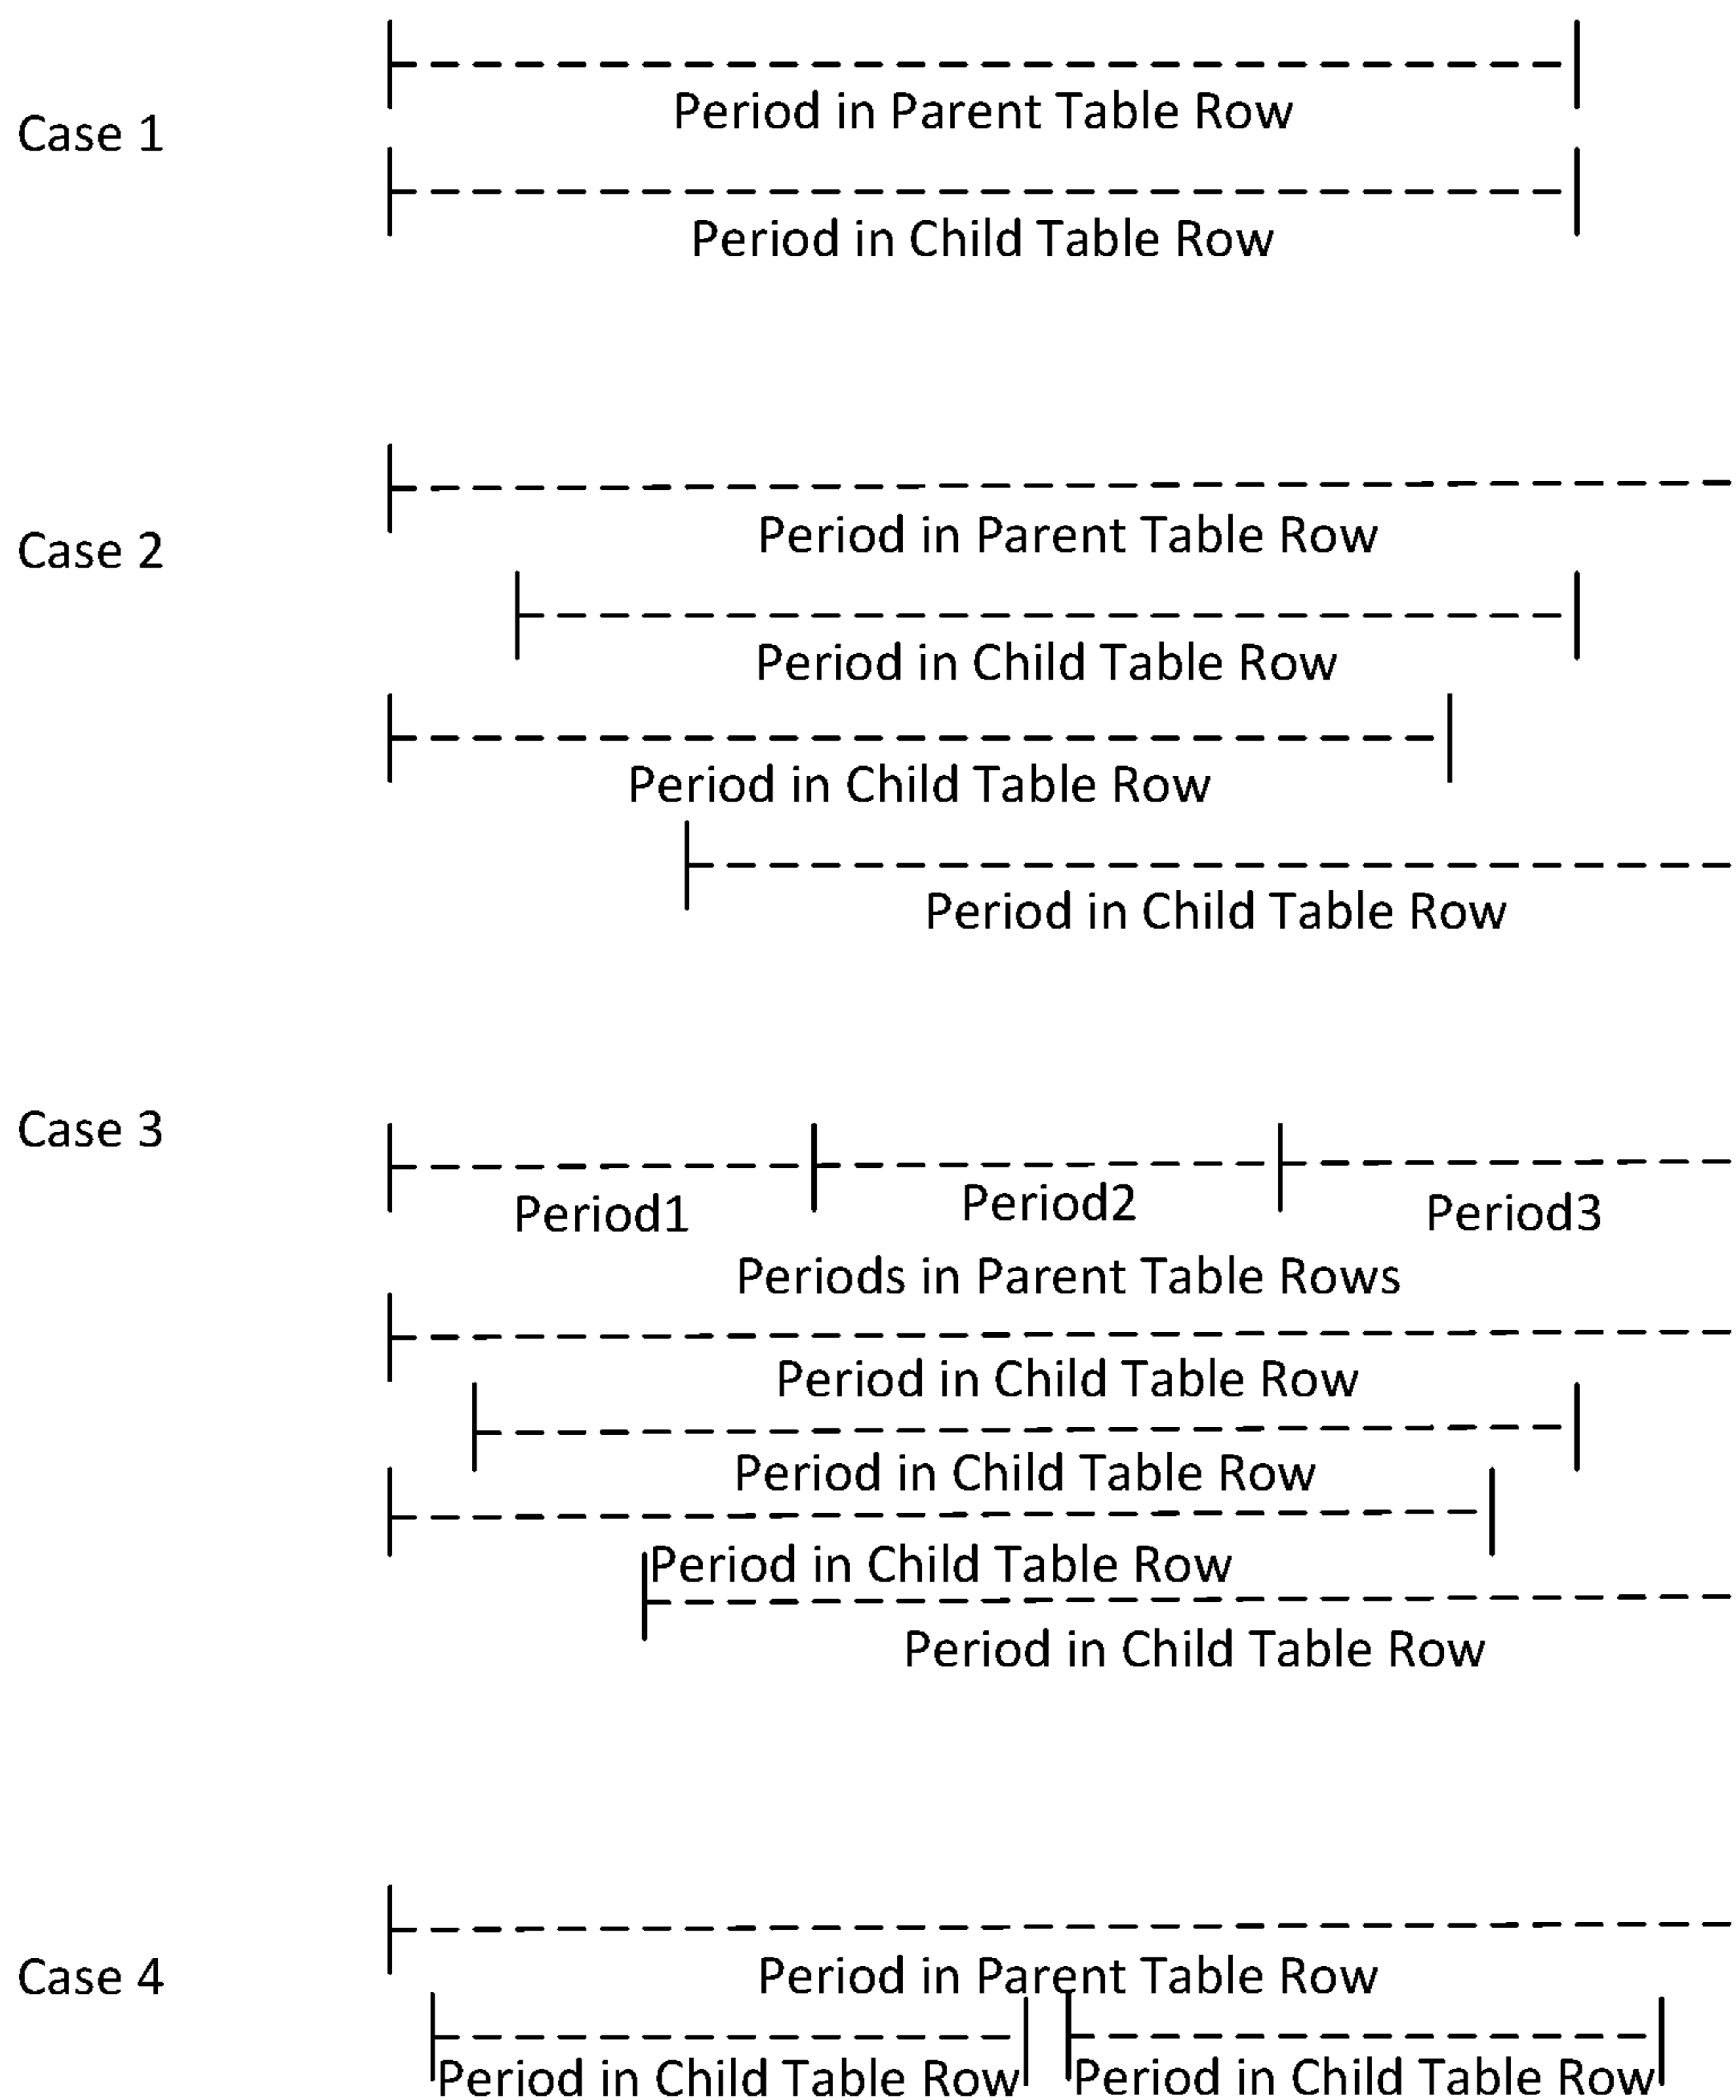 Period in Parent Table Row
Case 1
Period in Child Table Row
Period in Parent Table Row
Case 2
Period in Child Table Row
Period in Child Table Row
Period in Child Table Row
Case 3
Period1 Period2 Period3
Periods in Parent Table Rows
Period in Child Table Row
Period in Child Table Row
Period in Child Table Row
Period in Child Table Row
Case 4
Period in Parent Table Row
Period in Child Table Row Period in Child Table Row